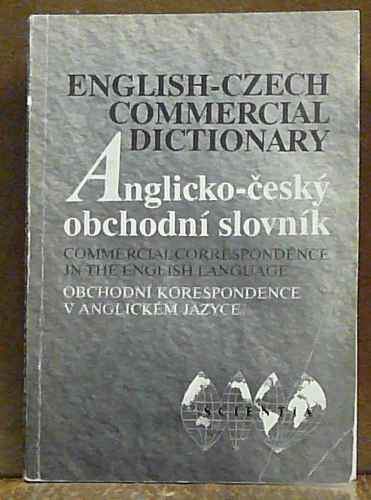 ENGLISH-CZECH
COMMERCIAL
DICTIONARY
Anglicko-český
obchodní slovník
COMMERCIAL CORRESPONDENCE
IN THE ENGLISH LANGUAGE
OBCHODNÍ KORESPONDENCE
V ANGLICKÉM JAZYCE
SCIENTIA